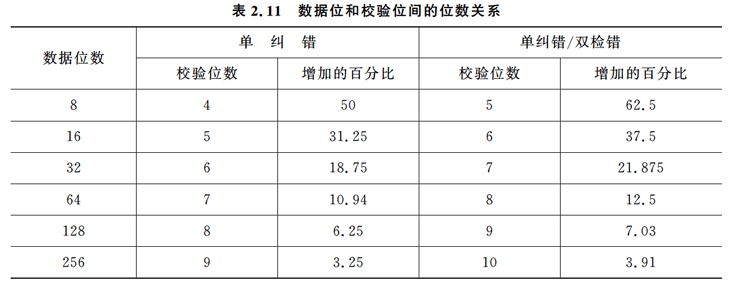 表 2.11 数据位和校验位间的位数关系
数据位数 单 纠 错 单纠错/双检错
校验位数 增加的百分比 校验位数 增加的百分比
8 4 50 5 62.5
16 5 31.25 6 37.5
32 6 18.75 7 21.875
64 7 10.94 8 12.5
128 8 6.25 9 7.03
256 9 3.25 10 3.91